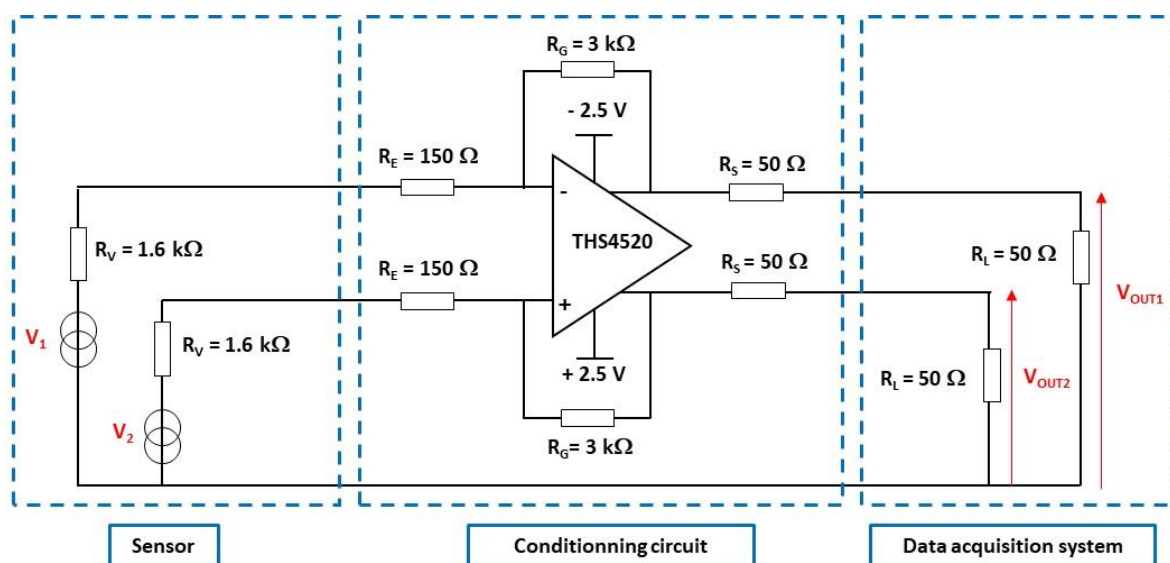 R_G = 3 kΩ
- 2.5 V
R_E = 150 Ω
R_S = 50 Ω
-
THS4520
R_V = 1.6 kΩ
R_E = 150 Ω
R_S = 50 Ω
R_L = 50 Ω
+
V_OUT1
V_1
R_V = 1.6 kΩ
+ 2.5 V
R_L = 50 Ω
V_OUT2
V_2
R_G= 3 kΩ
Sensor
Conditionning circuit
Data acquisition system